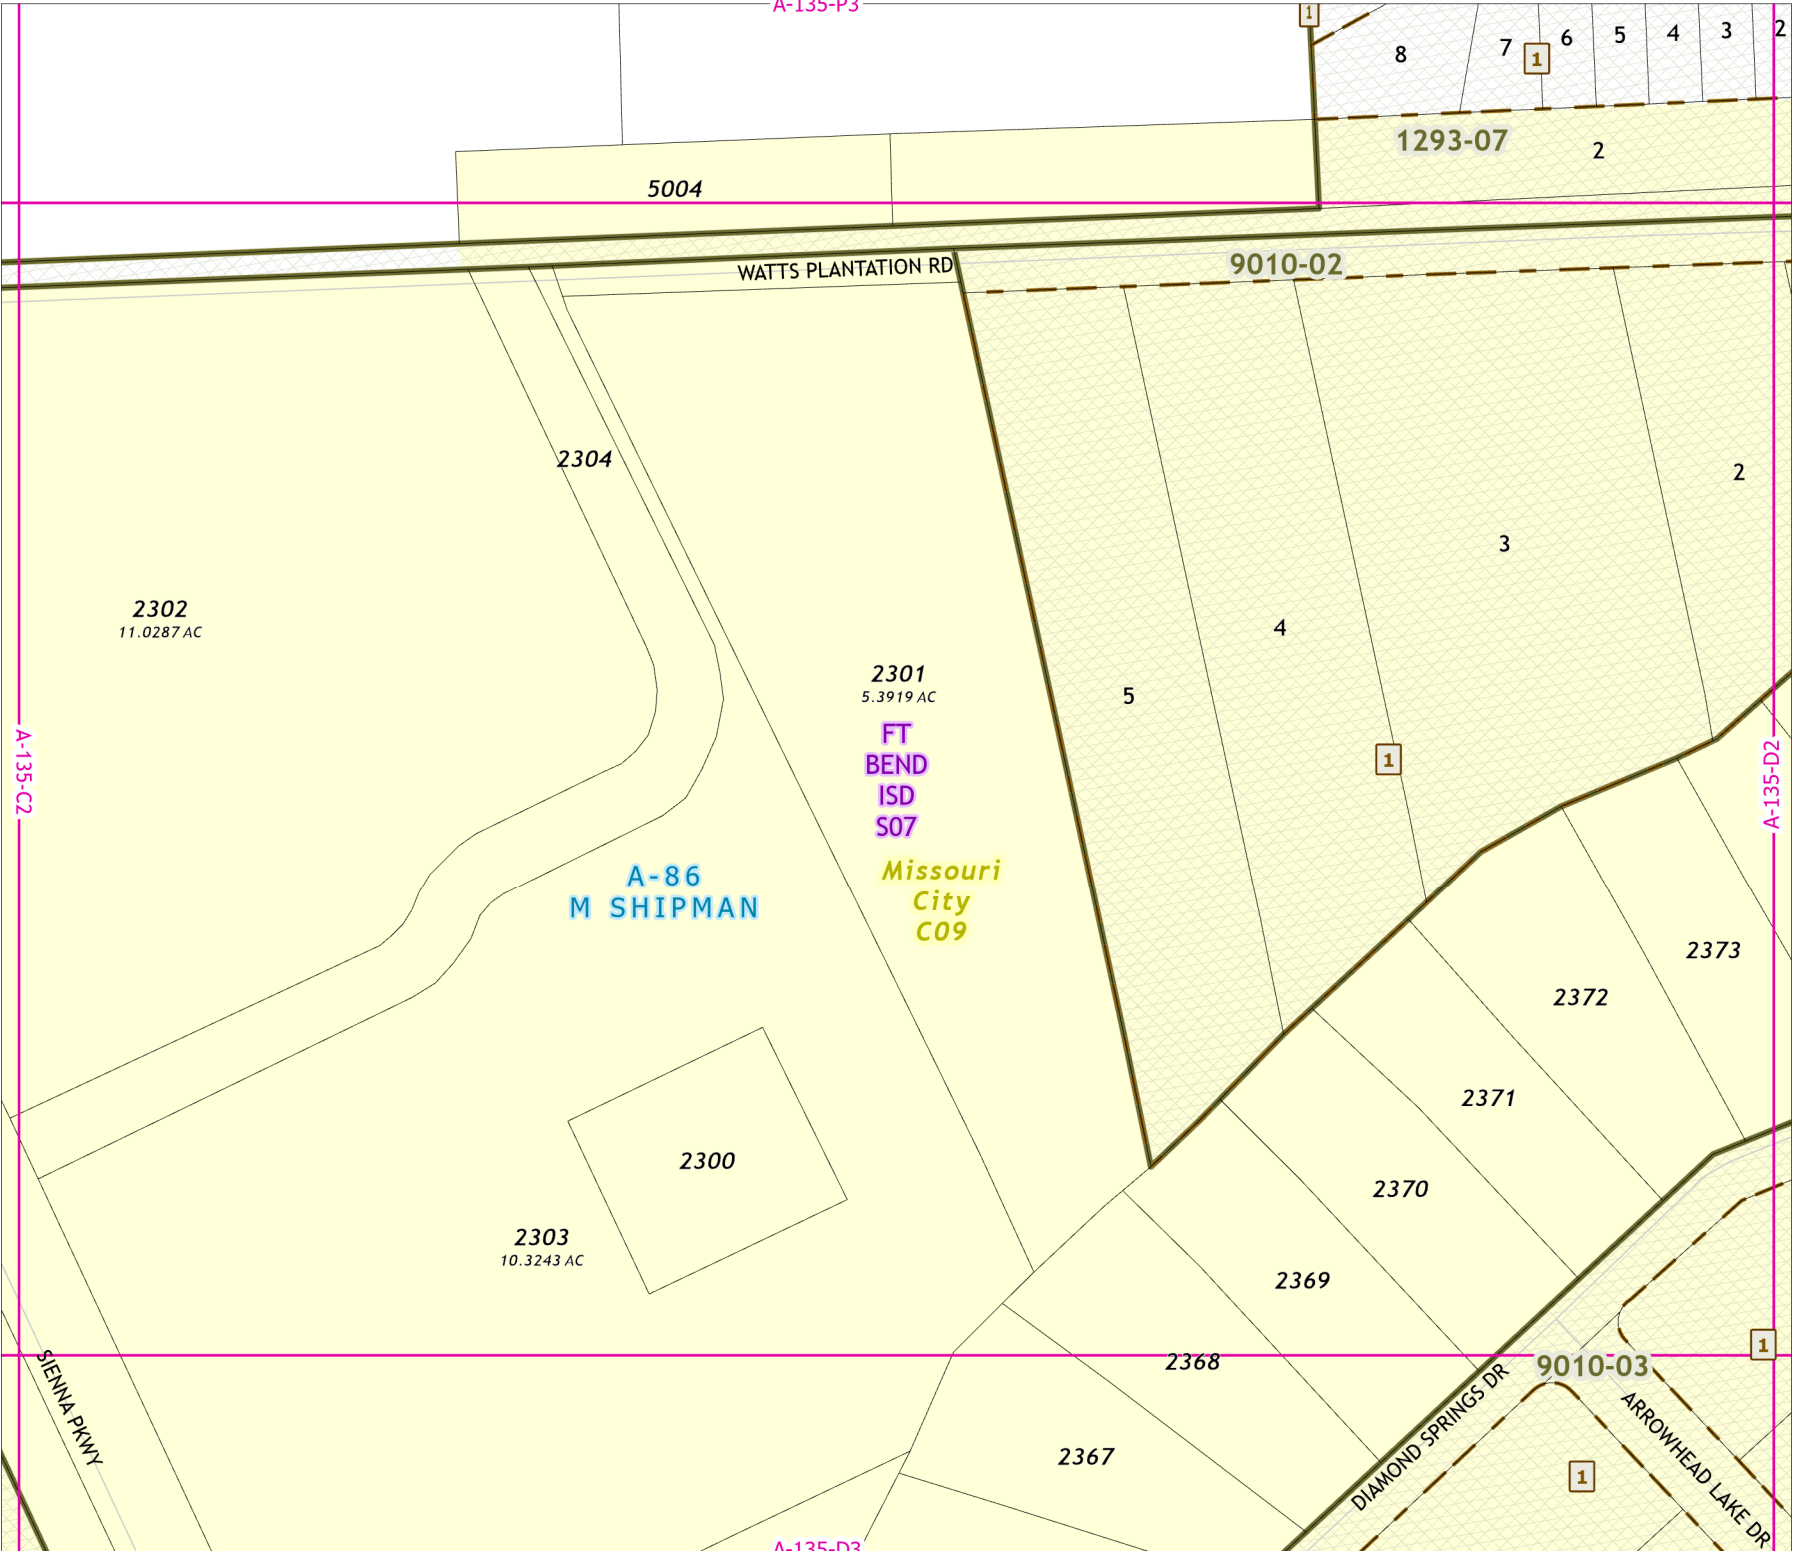 A-135-P3
1
8
7
1
6
5
4
3
2
1293-07
2
5004
WATTS PLANTATION RD
9010-02
2304
2
3
2302
11.0287 AC
4
2301
5.3919 AC
5
FT
BEND
ISD
S07
1
A-135-C2
A-135-D2
Missouri
City
C09
A-86
M SHIPMAN
2373
2372
2371
2300
2370
2303
10.3243 AC
2369
2368
1
9010-03
SIENNA PKWY
DIAMOND SPRINGS DR
ARROWHEAD LAKE DR
2367
1
A-135-D3